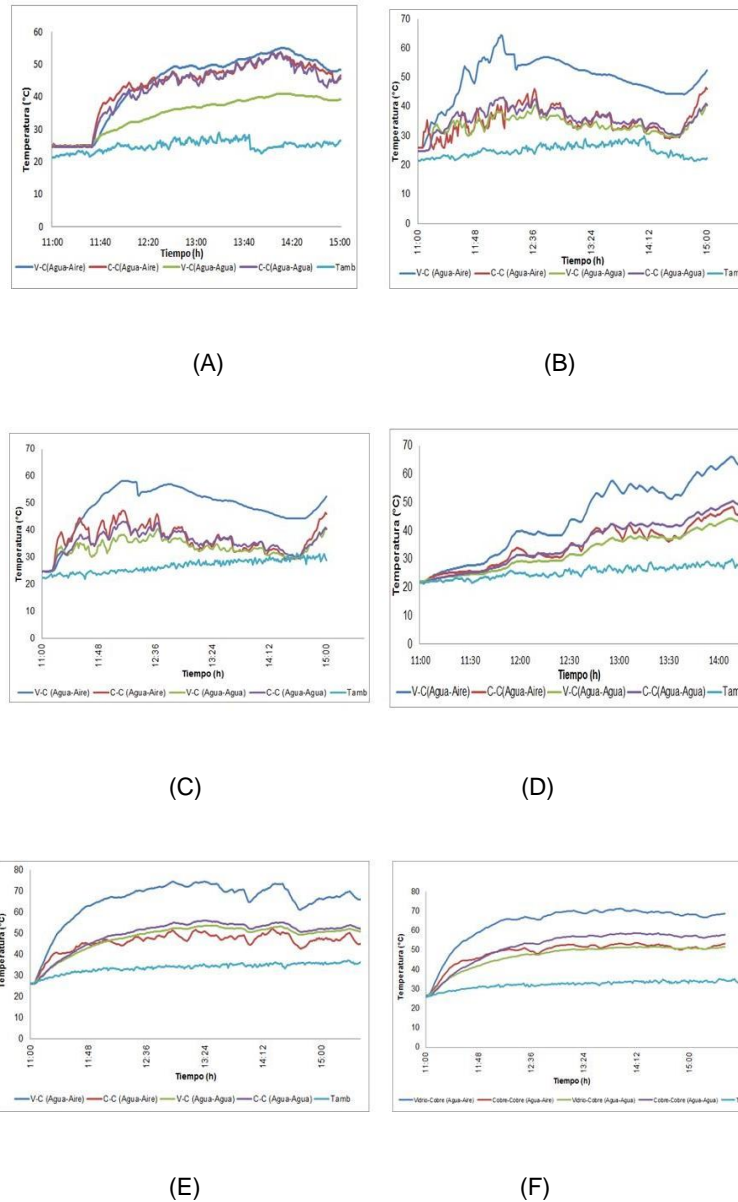 60
50
40
30
20
10
0
Temperatura (°C)
11:00 11:40 12:20 13:00 13:40 14:20 15:00
Tiempo (h)
V-C(Agua-Aire) C-C(Agua-Aire) V-C(Agua-Agua) C-C(Agua-Agua) Tamb
(A)
70
60
50
40
30
20
10
0
Temperatura (°C)
11:00 11:48 12:36 13:24 14:12 15:00
Tiempo (h)
V-C (Agua-Aire) C-C (Agua-Aire) V-C (Agua-Agua) C-C (Agua-Agua) Tamb
(B)
70
60
50
40
30
20
10
0
Temperatura (°C)
11:00 11:48 12:36 13:24 14:12 15:00
Tiempo (h)
V-C (Agua-Aire) C-C (Agua-Aire) V-C (Agua-Agua) C-C (Agua-Agua) Tamb
(C)
70
60
50
40
30
20
10
0
Temperatura (°C)
11:00 11:30 12:00 12:30 13:00 13:30 14:00
Tiempo (h)
V-C(Agua-Aire) C-C(Agua-Aire) V-C(Agua-Agua) C-C(Agua-Agua) Tam
(D)
80
70
60
50
40
30
20
10
0
Temperatura (°C)
11:00 11:48 12:36 13:24 14:12 15:00
Tiempo (h)
V-C (Agua-Aire) C-C (Agua-Aire) V-C (Agua-Agua) C-C (Agua-Agua) Tamb
(E)
80
70
60
50
40
30
20
10
0
Temperatura (°C)
11:00 11:48 12:36 13:24 14:12 15:00
Tiempo (h)
Vidrio-Cobre (Agua-Aire) Cobre-Cobre (Agua-Aire) Vidrio-Cobre (Agua-Agua) Cobre-Cobre (Agua-Agua) T
(F)